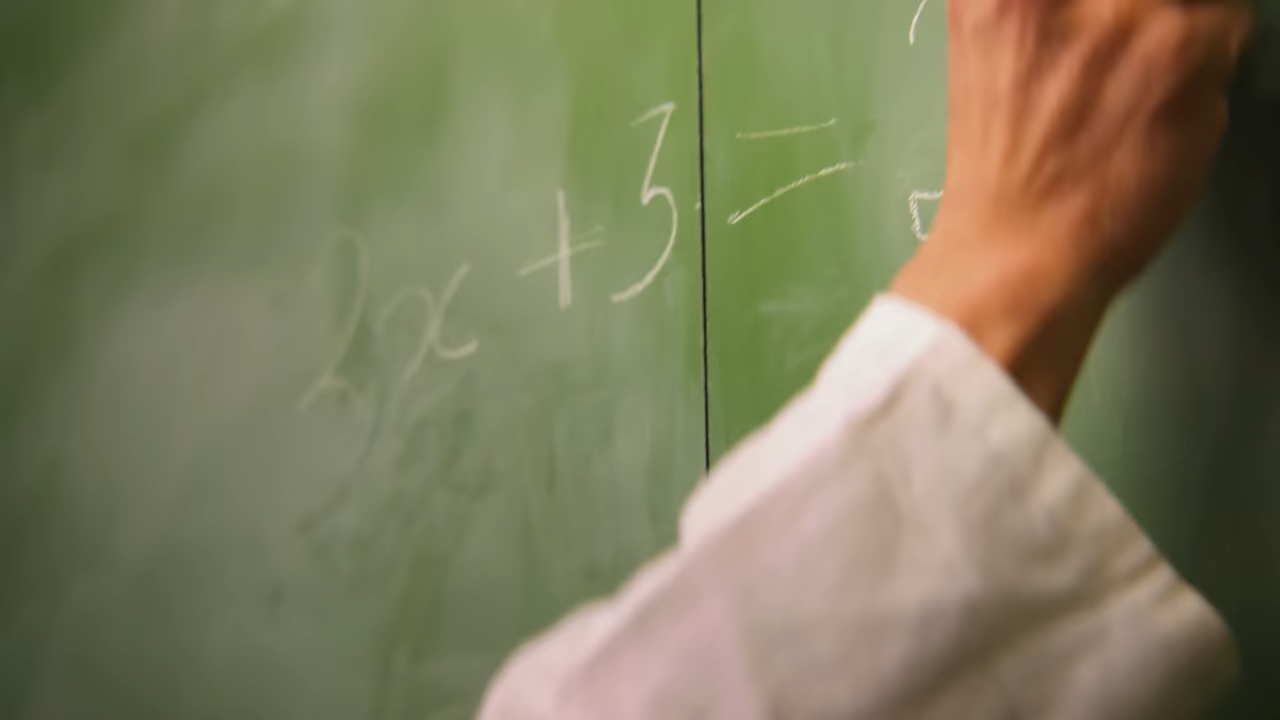 2x + 3 =